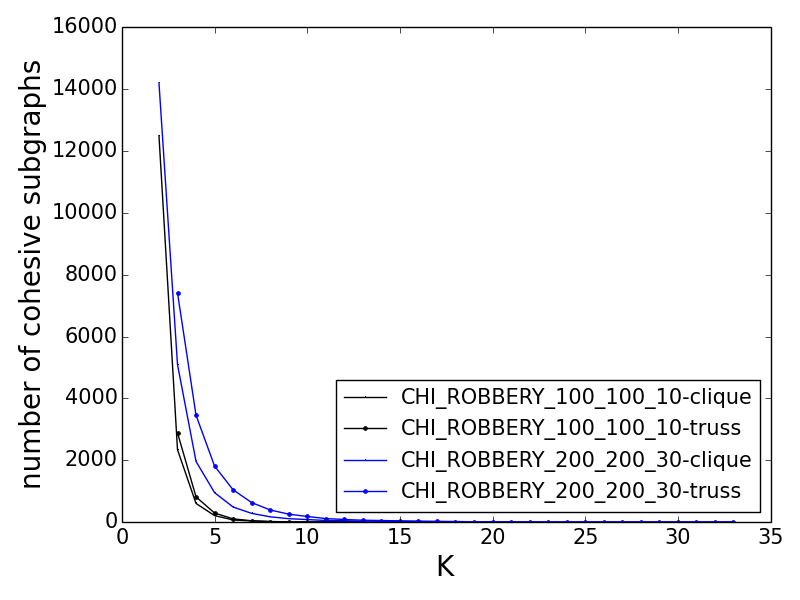 16000
14000
12000
10000
8000
6000
4000
2000
0
number of cohesive subgraphs
CHI_ROBBERY_100_100_10-clique
CHI_ROBBERY_100_100_10-truss
CHI_ROBBERY_200_200_30-clique
CHI_ROBBERY_200_200_30-truss
0 5 10 15 20 25 30 35
K